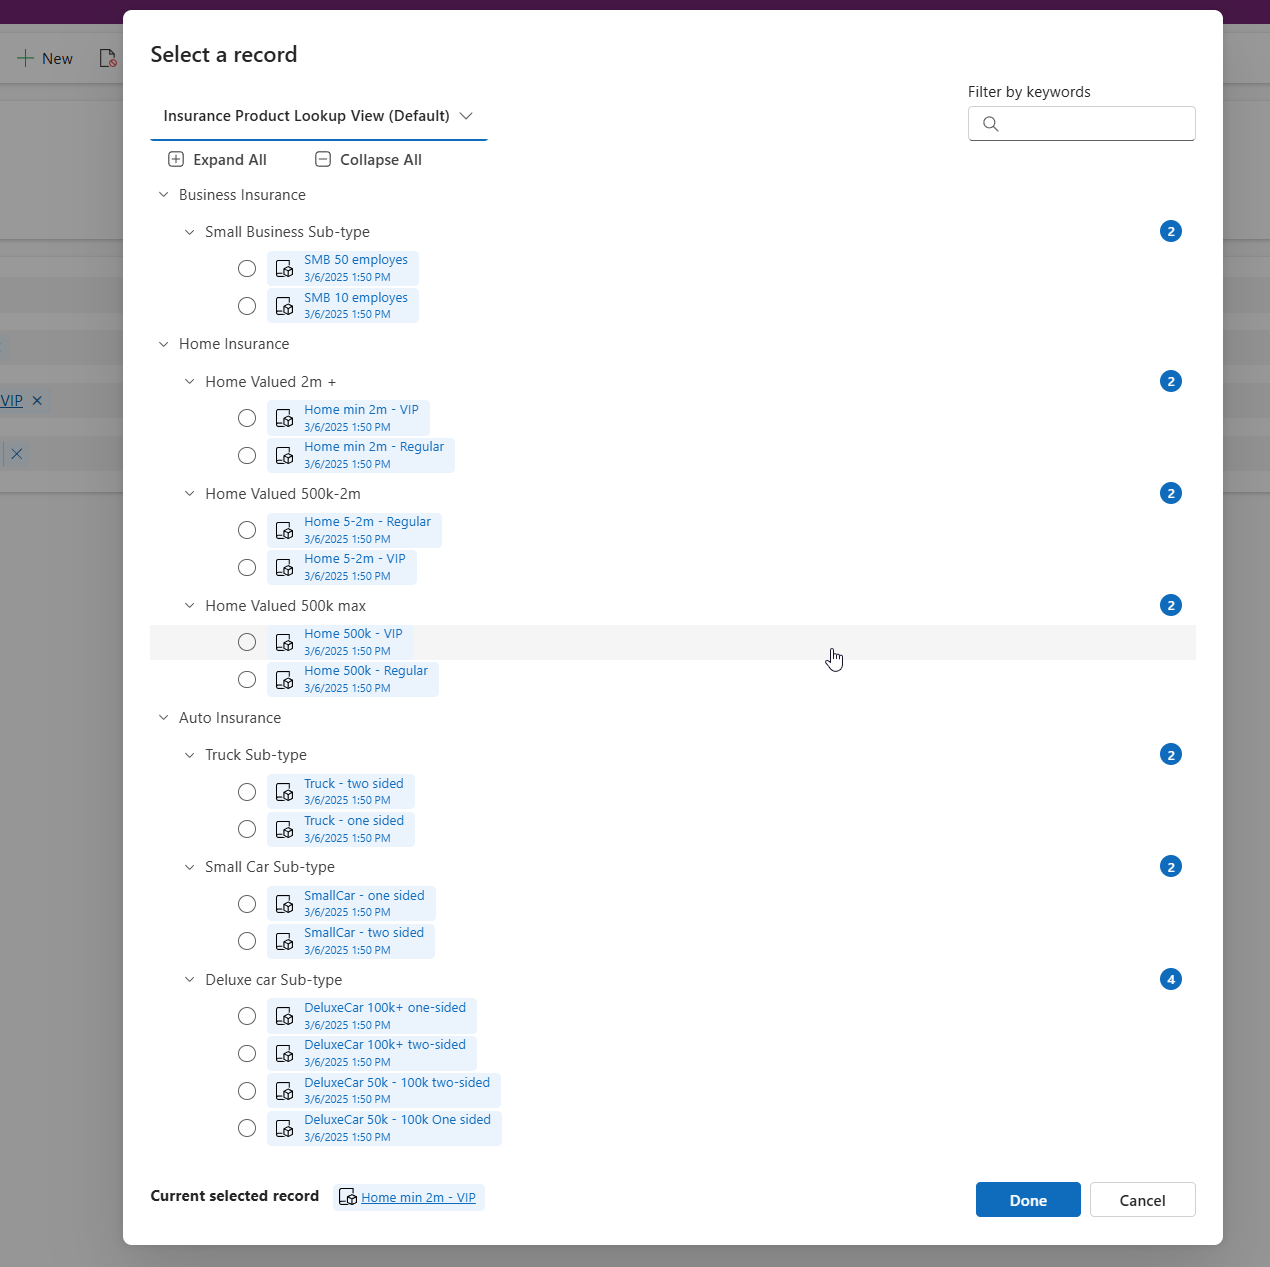 New
Select a record
Filter by keywords
Insurance Product Lookup View (Default)
Expand All
Collapse All
Business Insurance
Small Business Sub-type
2
SMB 50 employes
3/6/2025 1:50 PM
SMB 10 employes
3/6/2025 1:50 PM
Home Insurance
Home Valued 2m +
2
Home min 2m - VIP
3/6/2025 1:50 PM
VIP
Home min 2m - Regular
3/6/2025 1:50 PM
Home Valued 500k-2m
2
Home 5-2m - Regular
3/6/2025 1:50 PM
Home 5-2m - VIP
3/6/2025 1:50 PM
Home Valued 500k max
2
Home 500k - VIP
3/6/2025 1:50 PM
Home 500k - Regular
3/6/2025 1:50 PM
Auto Insurance
Truck Sub-type
2
Truck - two sided
3/6/2025 1:50 PM
Truck - one sided
3/6/2025 1:50 PM
Small Car Sub-type
2
SmallCar - one sided
3/6/2025 1:50 PM
SmallCar - two sided
3/6/2025 1:50 PM
Deluxe car Sub-type
4
DeluxeCar 100k+ one-sided
3/6/2025 1:50 PM
DeluxeCar 100k+ two-sided
3/6/2025 1:50 PM
DeluxeCar 50k - 100k two-sided
3/6/2025 1:50 PM
DeluxeCar 50k - 100k One sided
3/6/2025 1:50 PM
Current selected record
Home min 2m - VIP
Done
Cancel